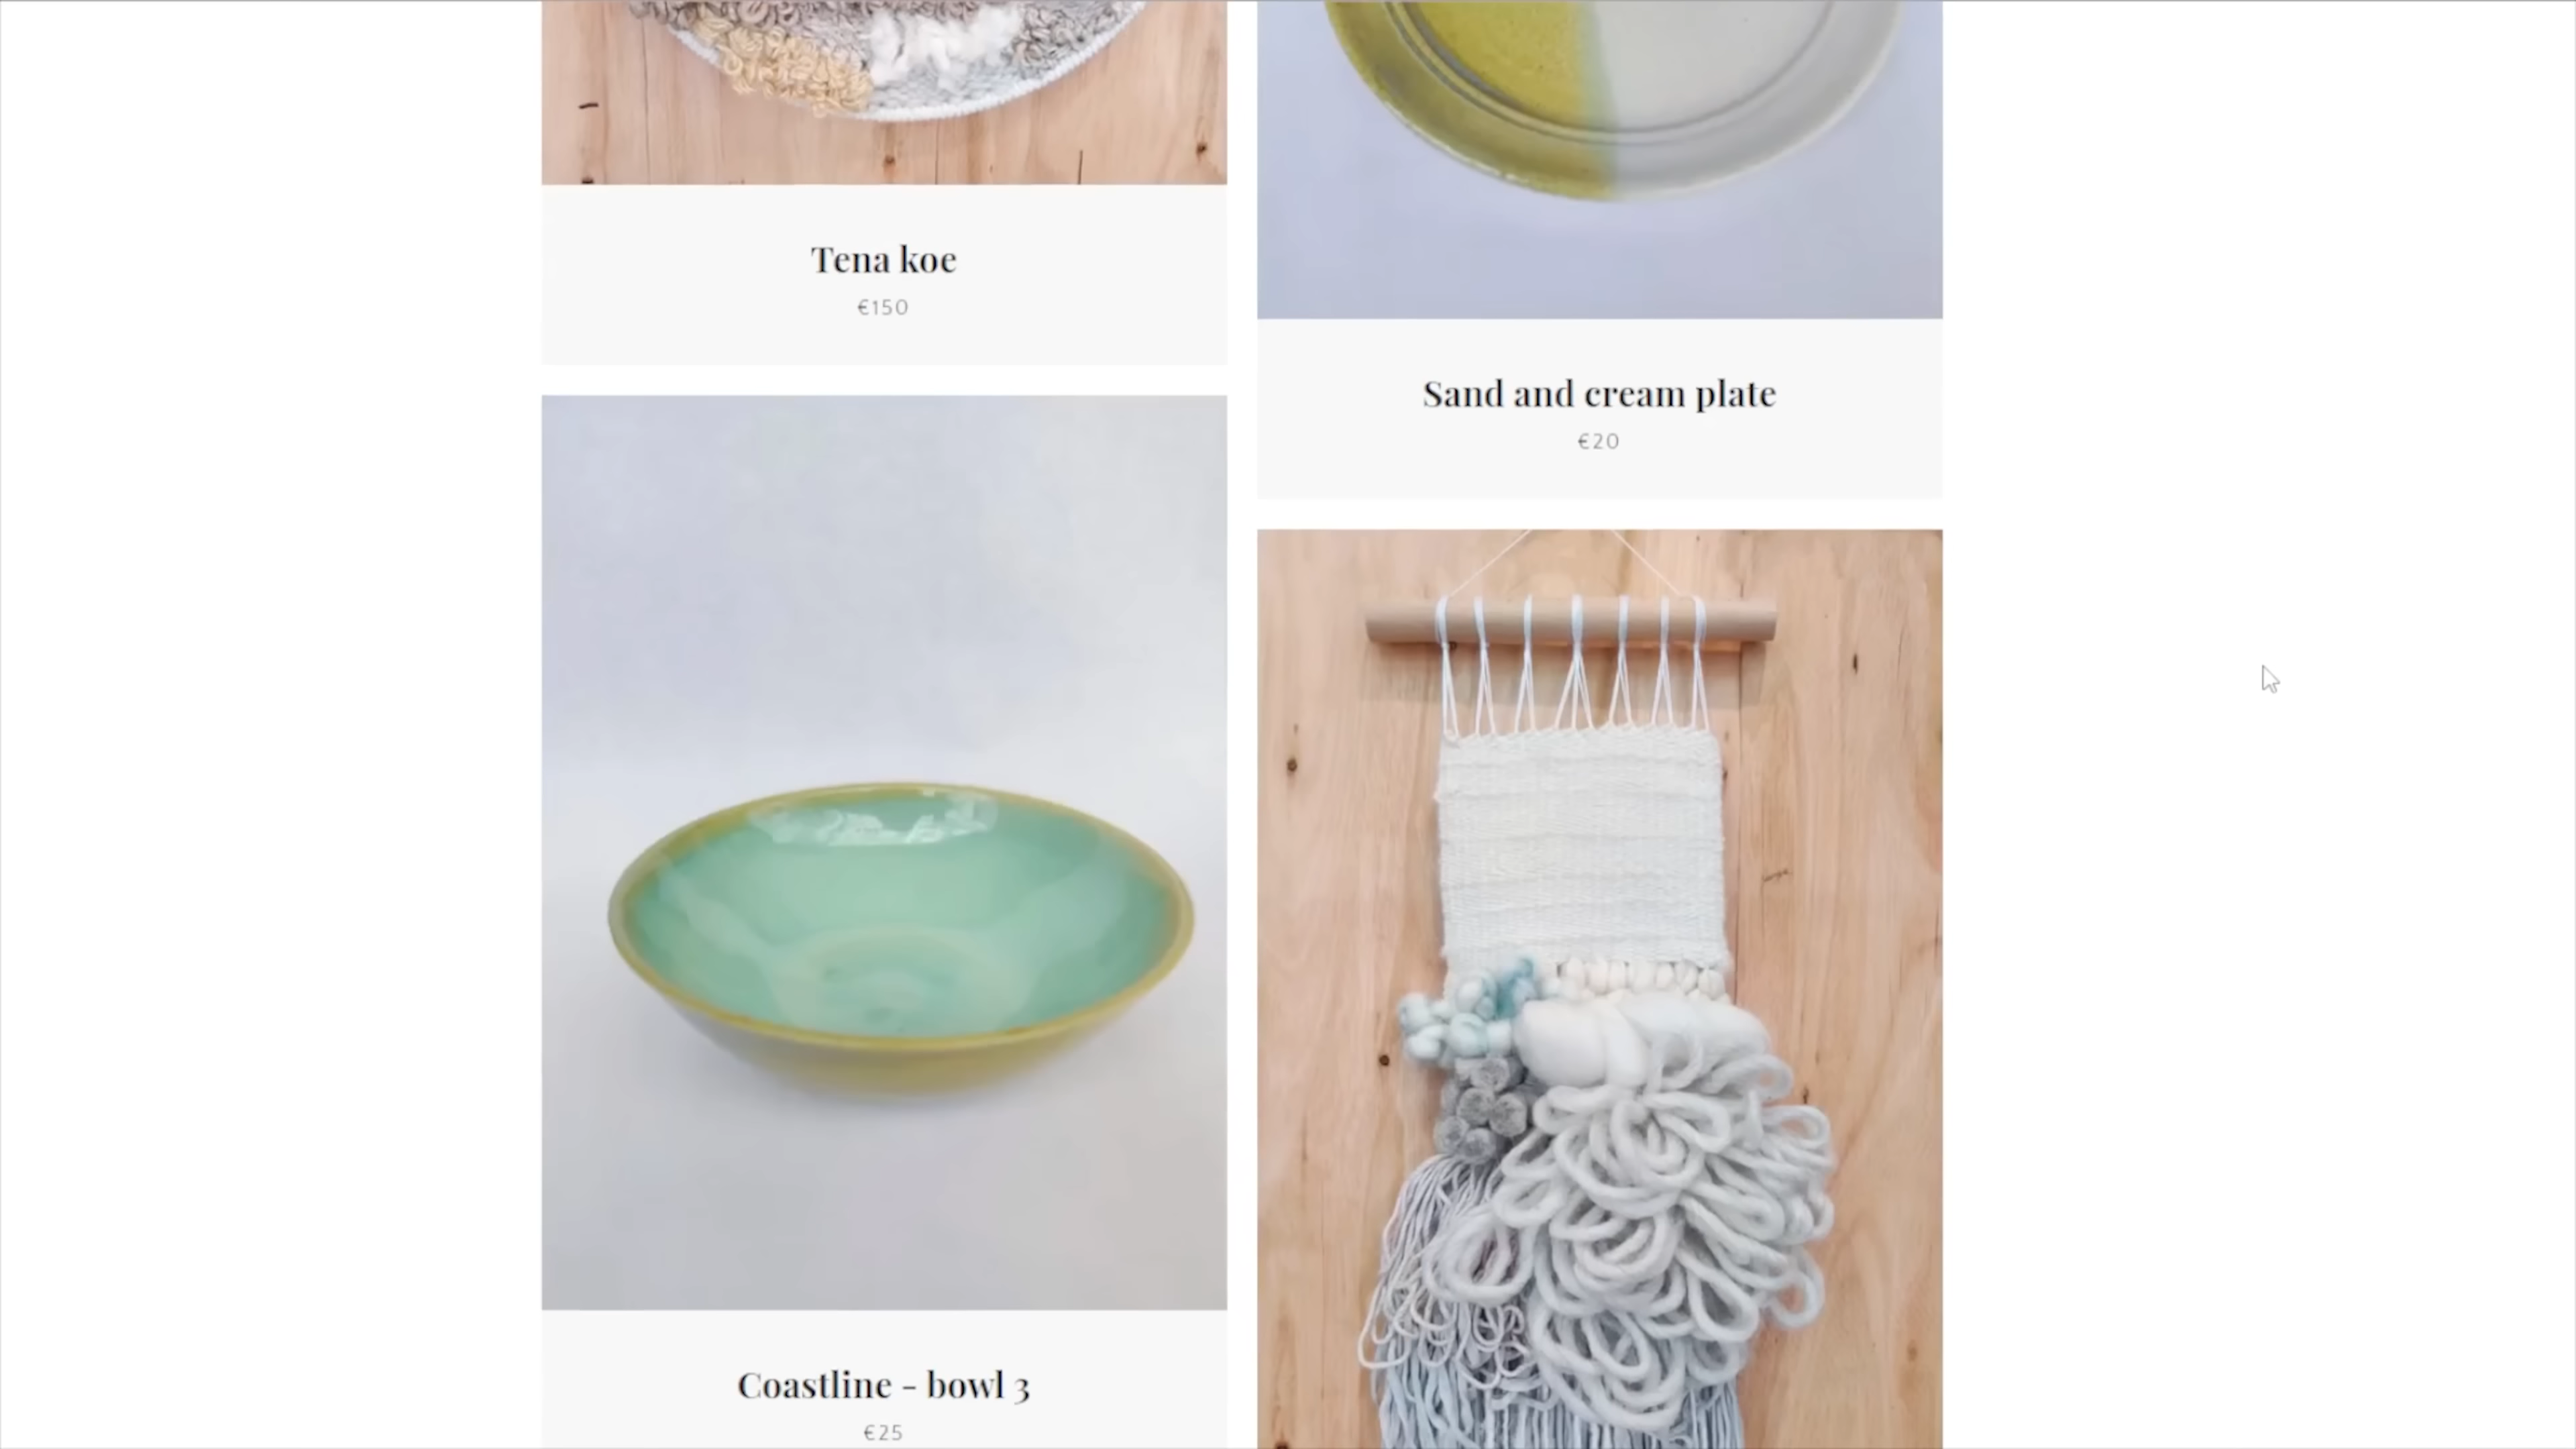 Tena koe
€150
Sand and cream plate
€20
Coastline - bowl 3
€25